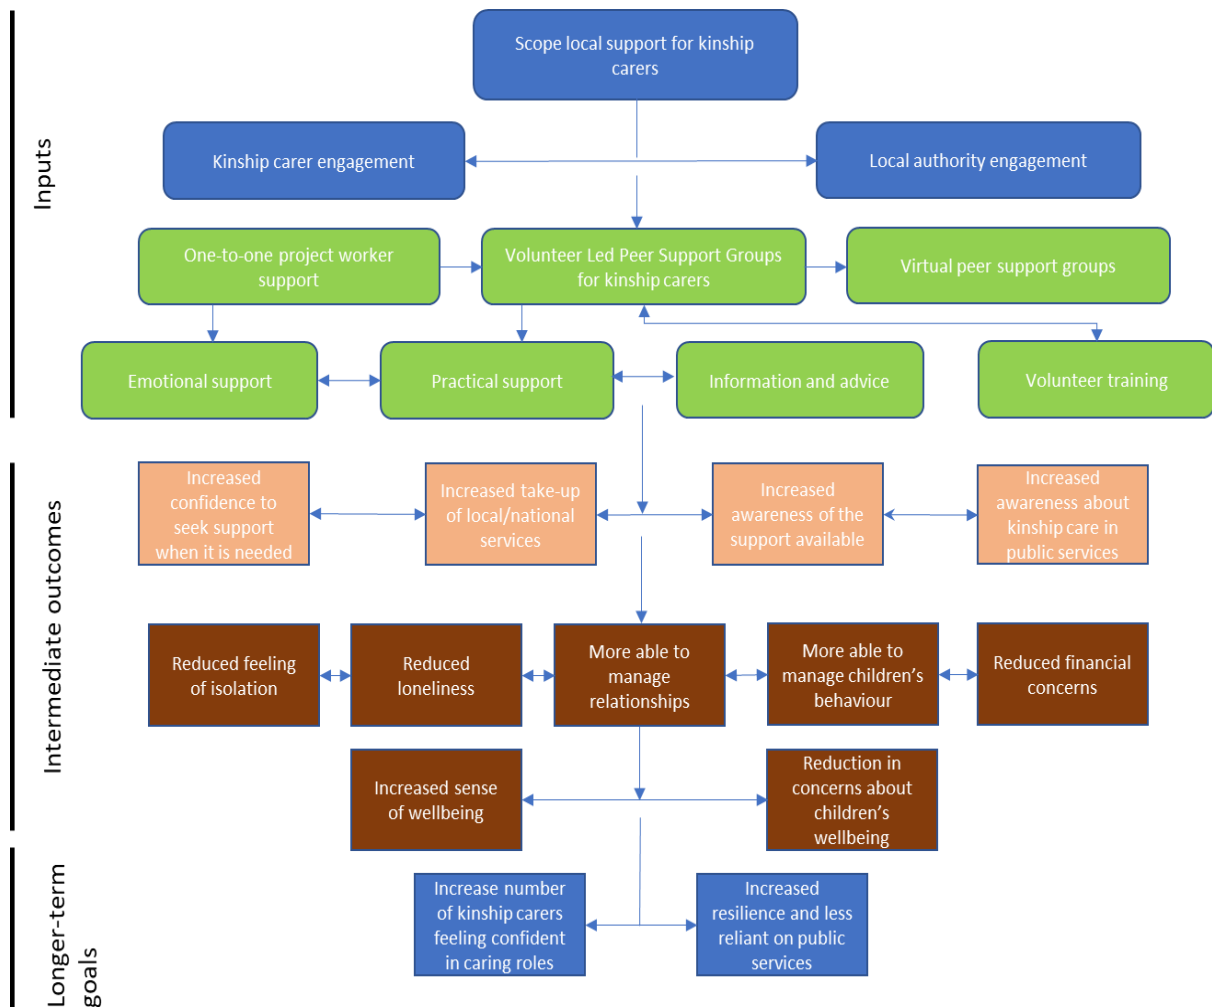 Inputs
Scope local support for kinship
carers
Kinship carer engagement
Local authority engagement
One-to-one project worker
support
Volunteer Led Peer Support Groups
for kinship carers
Virtual peer support groups
Emotional support
Practical support
Information and advice
Volunteer training
Intermediate outcomes
Increased
confidence to
seek support
when it is needed
Increased take-up
of local/national
services
Increased
awareness of the
support available
Increased
awareness about
kinship care in
public services
Reduced feeling
of isolation
Reduced
loneliness
More able to
manage
relationships
More able to
manage children’s
behaviour
Reduced financial
concerns
Increased sense
of wellbeing
Reduction in
concerns about
children’s
wellbeing
Longer-term
goals
Increase number
of kinship carers
feeling confident
in caring roles
Increased
resilience and less
reliant on public
services